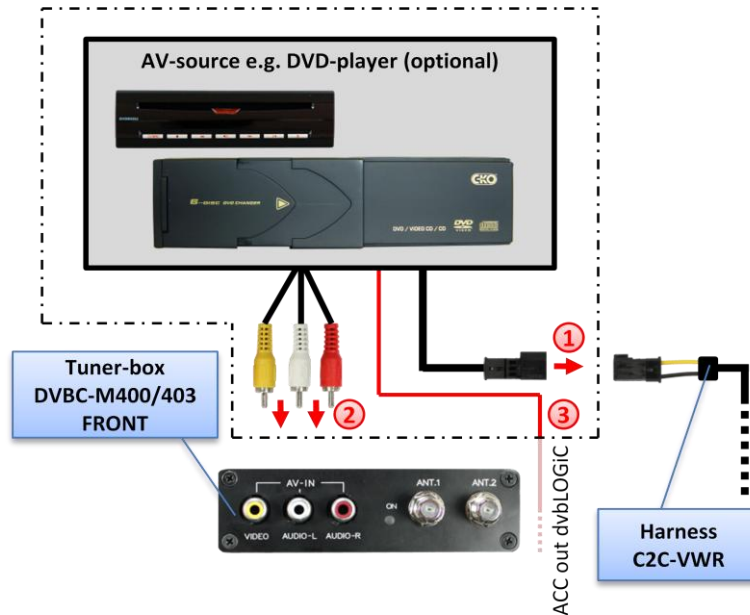 AV-source e.g. DVD-player (optional)
6-DISC DVD CHANGER
DVD / VIDEO CD / CD
DVD
VIDEO
1
Tuner-box
DVBC-M400/403
FRONT
2
3
AV-IN
ANT.1
ANT.2
ON
VIDEO
AUDIO-L
AUDIO-R
ACC out dvbLOGiC
Harness
C2C-VWR